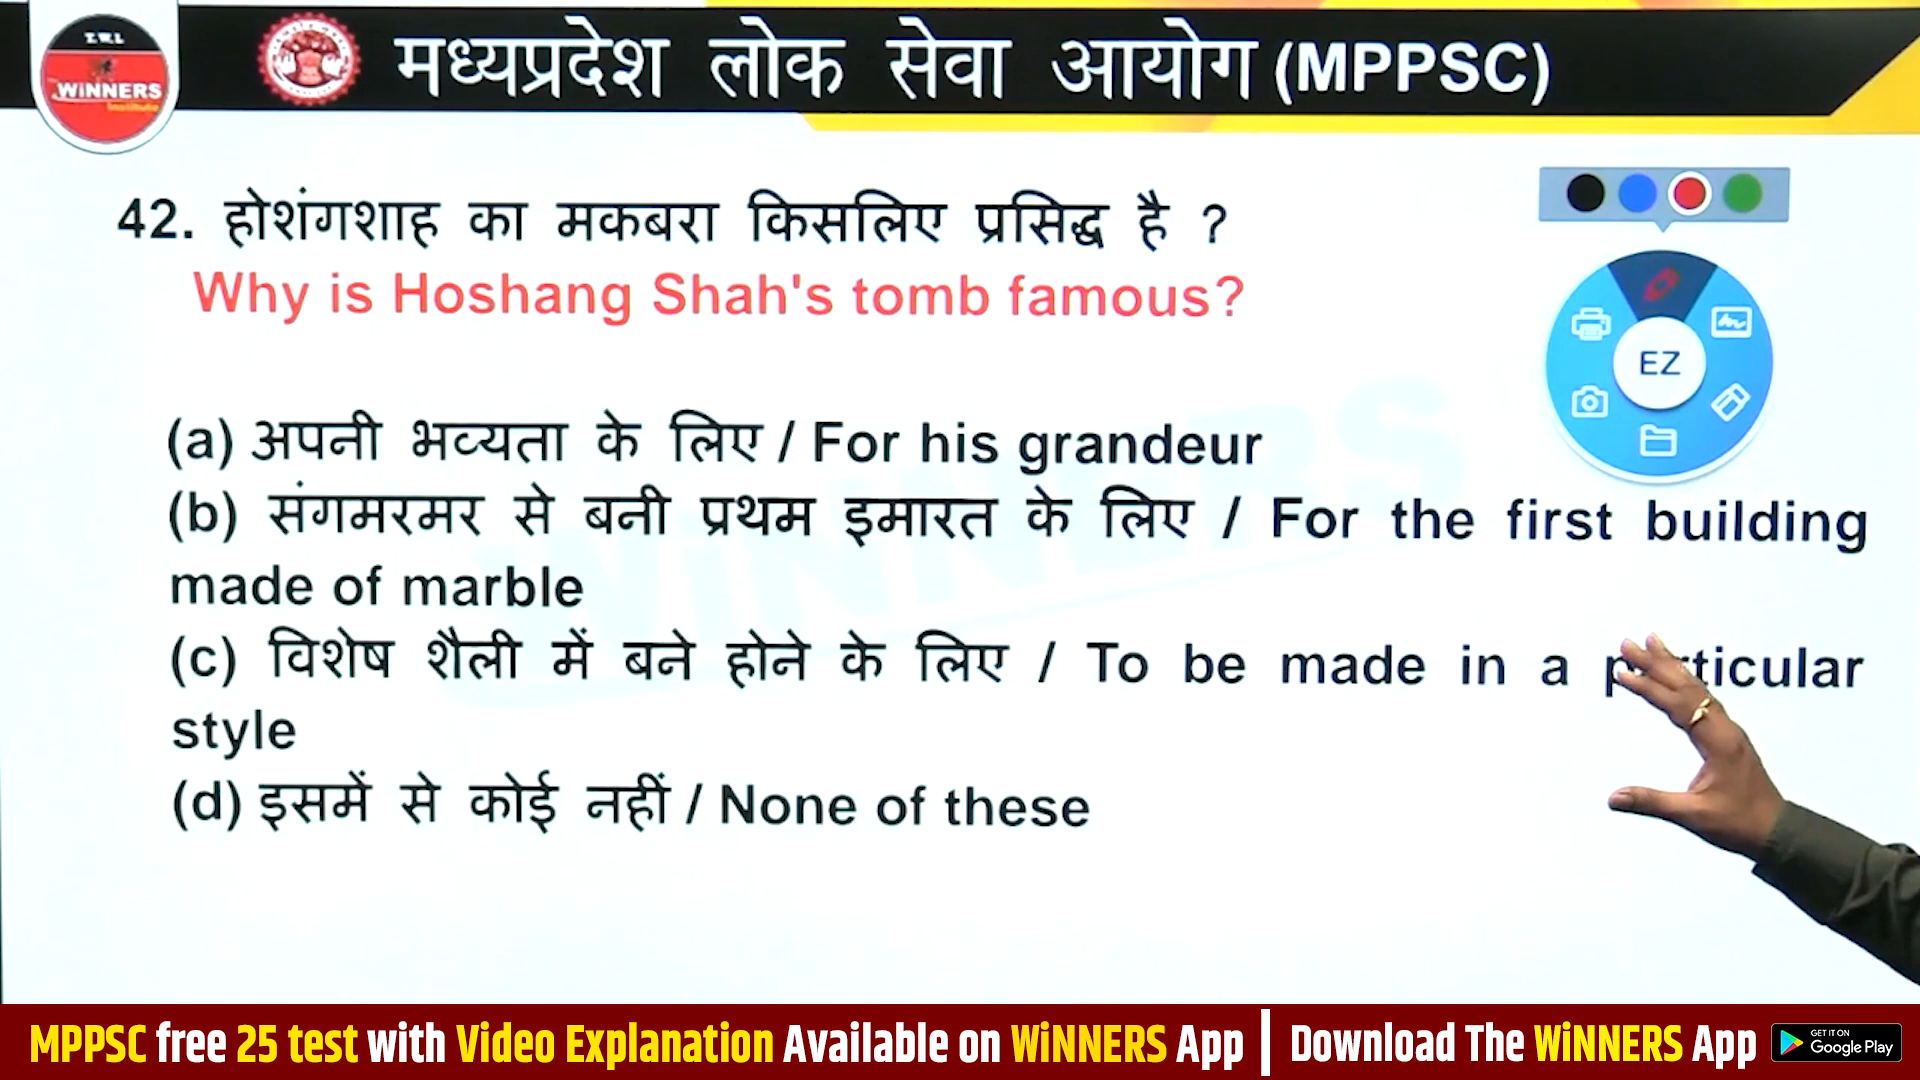 T.W.I.
WiNNERS
Institute
मध्यप्रदेश लोक सेवा आयोग (MPPSC)
42. होशंगशाह का मकबरा किसलिए प्रसिद्ध है ?
Why is Hoshang Shah's tomb famous?
EZ
(a) अपनी भव्यता के लिए / For his grandeur
(b) संगमरमर से बनी प्रथम इमारत के लिए / For the first building
made of marble
(c) विशेष शैली में बने होने के लिए / To be made in a particular
style
(d) इसमें से कोई नहीं / None of these
WiNNERS
MPPSC free 25 test with Video Explanation Available on WiNNERS App | Download The WiNNERS App
GET IT ON
Google Play